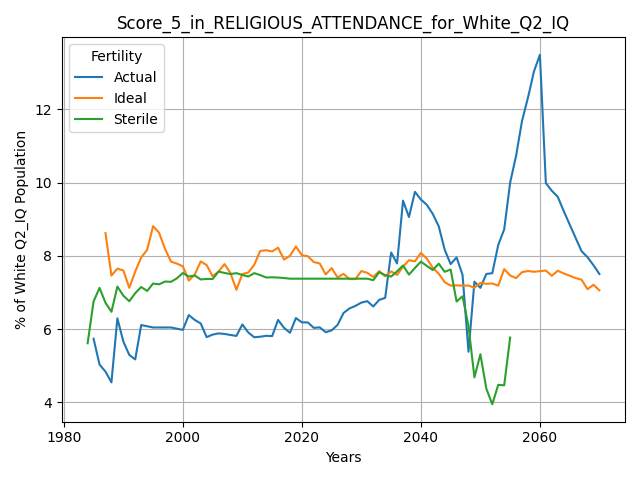 Score_5_in_RELIGIOUS_ATTENDANCE_for_White_Q2_IQ
Fertility
Actual
Ideal
Sterile
% of White Q2_IQ Population
12
10
8
6
4
1980
2000
2020
2040
2060
Years